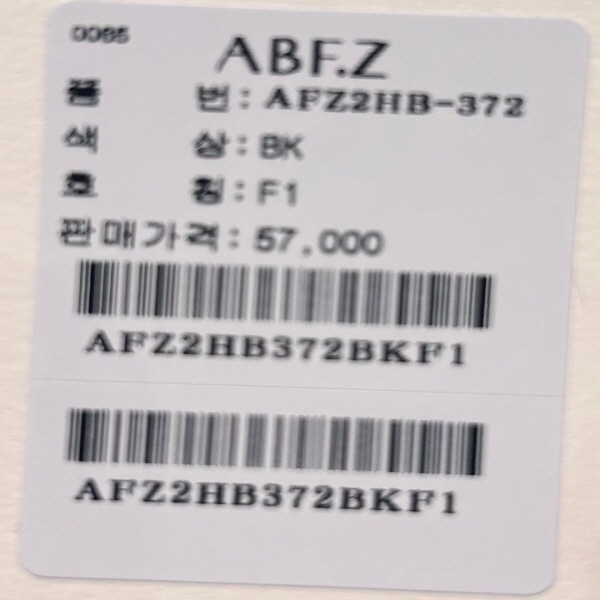 0085
ABF.Z
품 번: AFZ2HB-372
색 상: BK
호 칭: F1
판매가격: 57,000
AFZ2HB372BKF1
AFZ2HB372BKF1